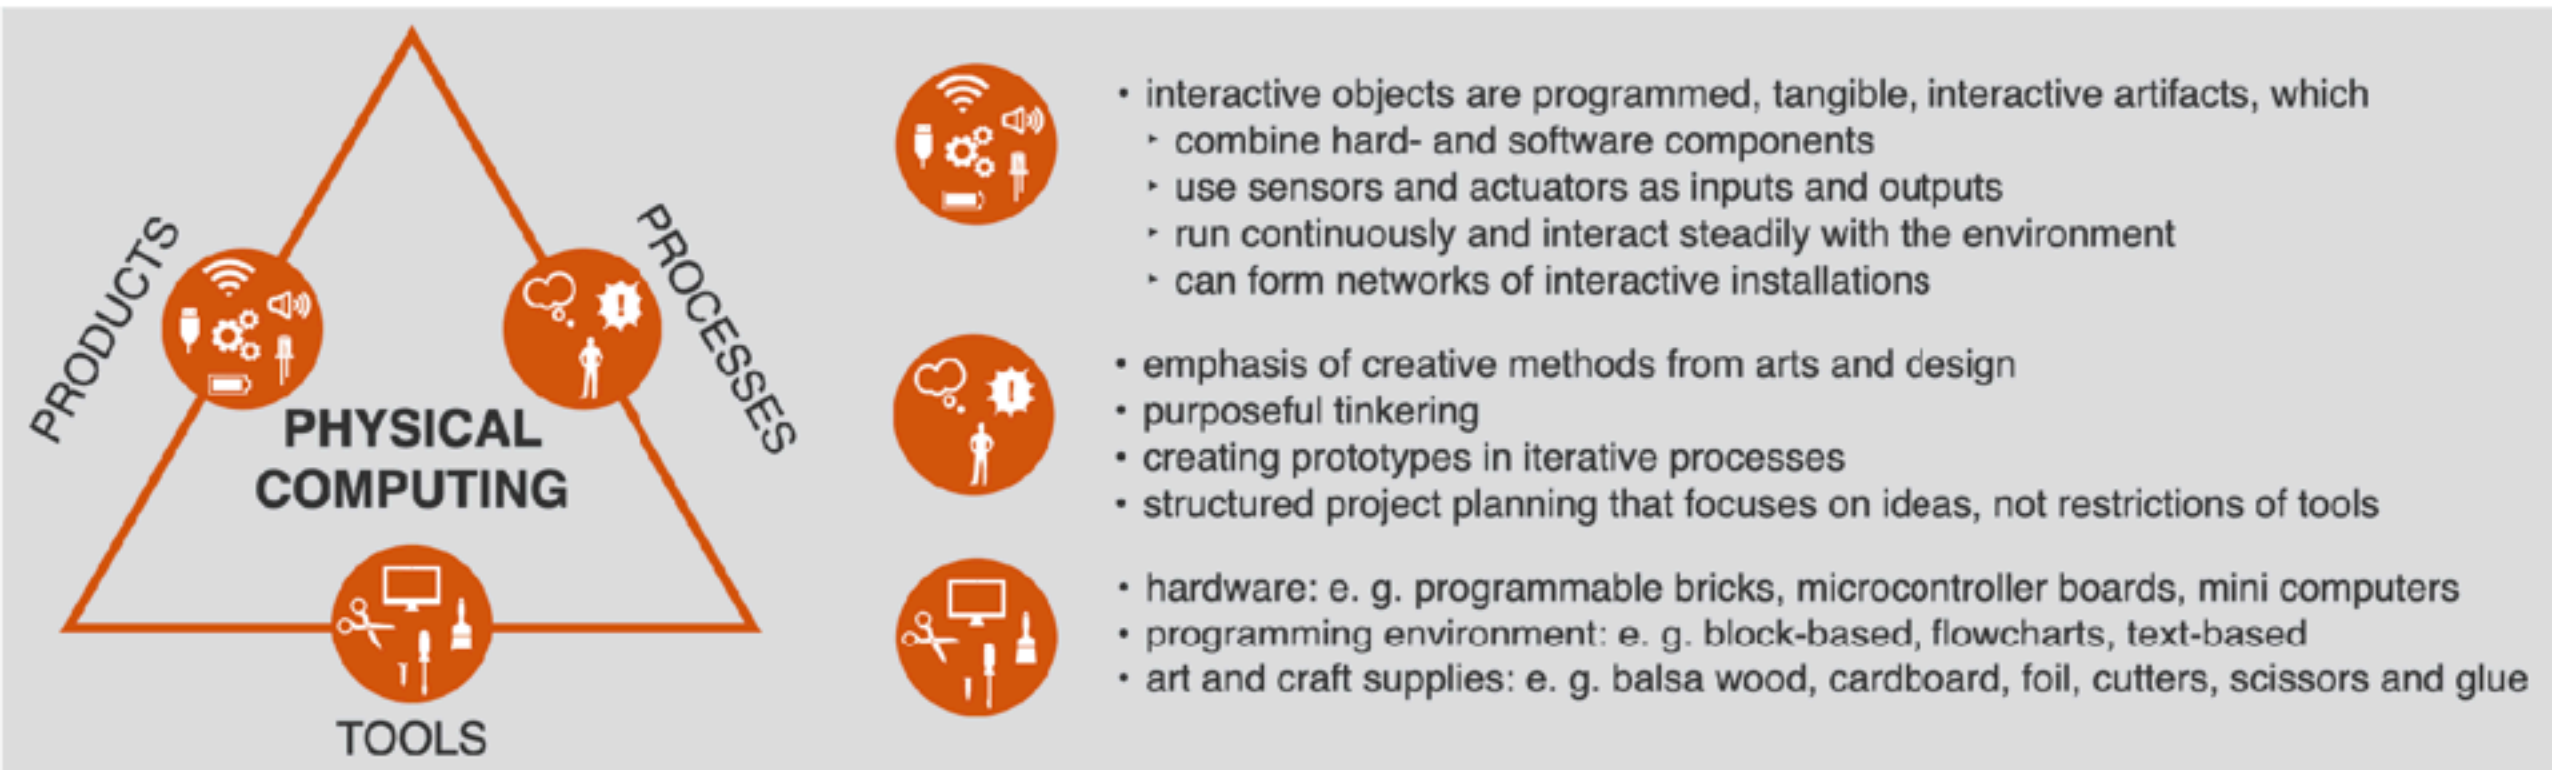 PRODUCTS
PROCESSES
PHYSICAL
COMPUTING
TOOLS
• interactive objects are programmed, tangible, interactive artifacts, which
‣ combine hard- and software components
‣ use sensors and actuators as inputs and outputs
‣ run continuously and interact steadily with the environment
‣ can form networks of interactive installations
• emphasis of creative methods from arts and design
• purposeful tinkering
• creating prototypes in iterative processes
• structured project planning that focuses on ideas, not restrictions of tools
• hardware: e. g. programmable bricks, microcontroller boards, mini computers
• programming environment: e. g. block-based, flowcharts, text-based
• art and craft supplies: e. g. balsa wood, cardboard, foil, cutters, scissors and glue